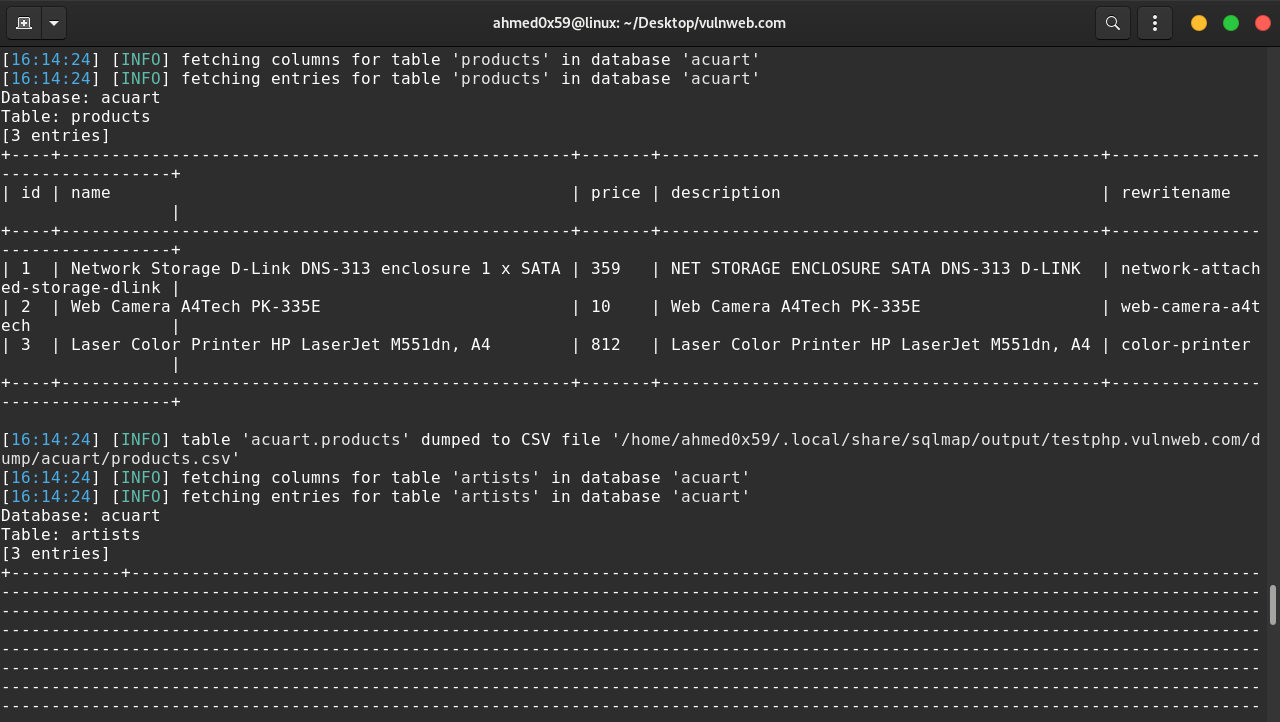 ahmed0x59@linux: ~/Desktop/vulnweb.com
[16:14:24] [INFO] fetching columns for table 'products' in database 'acuart'
[16:14:24] [INFO] fetching entries for table 'products' in database 'acuart'
Database: acuart
Table: products
[3 entries]
+----+---------------------------------------------------+-------+--------------------------------------------+---------------
-----------------+
| id | name                                              | price | description                                | rewritename
                 |
+----+---------------------------------------------------+-------+--------------------------------------------+---------------
-----------------+
| 1  | Network Storage D-Link DNS-313 enclosure 1 x SATA | 359   | NET STORAGE ENCLOSURE SATA DNS-313 D-LINK  | network-attach
ed-storage-dlink |
| 2  | Web Camera A4Tech PK-335E                         | 10    | Web Camera A4Tech PK-335E                  | web-camera-a4t
ech              |
| 3  | Laser Color Printer HP LaserJet M551dn, A4        | 812   | Laser Color Printer HP LaserJet M551dn, A4 | color-printer
                 |
+----+---------------------------------------------------+-------+--------------------------------------------+---------------
-----------------+
[16:14:24] [INFO] table 'acuart.products' dumped to CSV file '/home/ahmed0x59/.local/share/sqlmap/output/testphp.vulnweb.com/d
ump/acuart/products.csv'
[16:14:24] [INFO] fetching columns for table 'artists' in database 'acuart'
[16:14:24] [INFO] fetching entries for table 'artists' in database 'acuart'
Database: acuart
Table: artists
[3 entries]
+-----------+-----------------------------------------------------------------------------------------------------------------
------------------------------------------------------------------------------------------------------------------------------
------------------------------------------------------------------------------------------------------------------------------
------------------------------------------------------------------------------------------------------------------------------
------------------------------------------------------------------------------------------------------------------------------
------------------------------------------------------------------------------------------------------------------------------
------------------------------------------------------------------------------------------------------------------------------
------------------------------------------------------------------------------------------------------------------------------